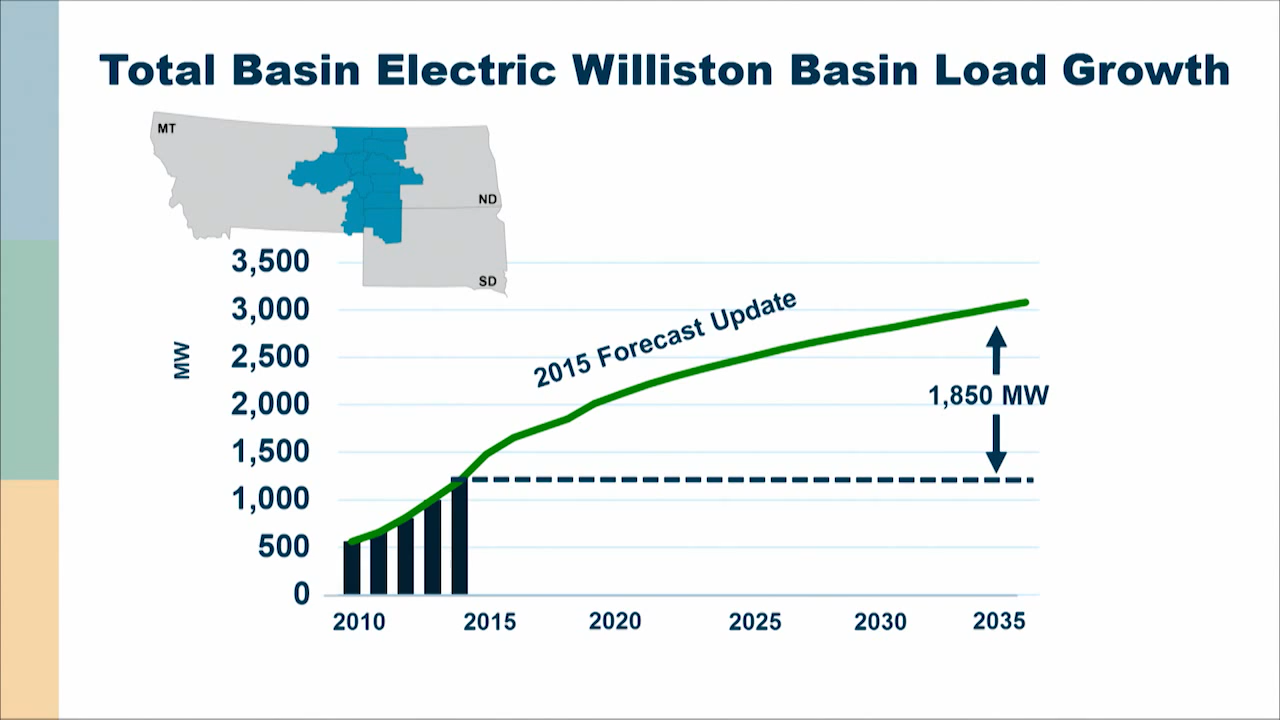 Total Basin Electric Williston Basin Load Growth
MT
ND
SD
3,500
3,000
2,500
2,000
1,500
1,000
500
0
MW
2015 Forecast Update
1,850 MW
2010 2015 2020 2025 2030 2035